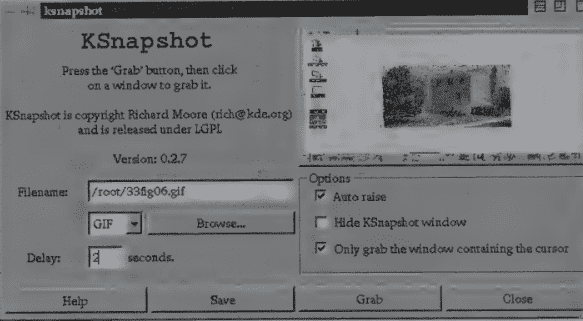 ksnapshot
KSnapshot
Press the 'Grab' button, then click
on a window to grab it.
KSnapshot is copyright Richard Moore (rich@kde.org)
and is released under LGPL
Version: 0.2.7
Filename: /root/33fig06.gif
GIF Browse...
Delay: 2 seconds.
Options
Auto raise
Hide KSnapshot window
Only grab the window containing the cursor
Help Save Grab Close